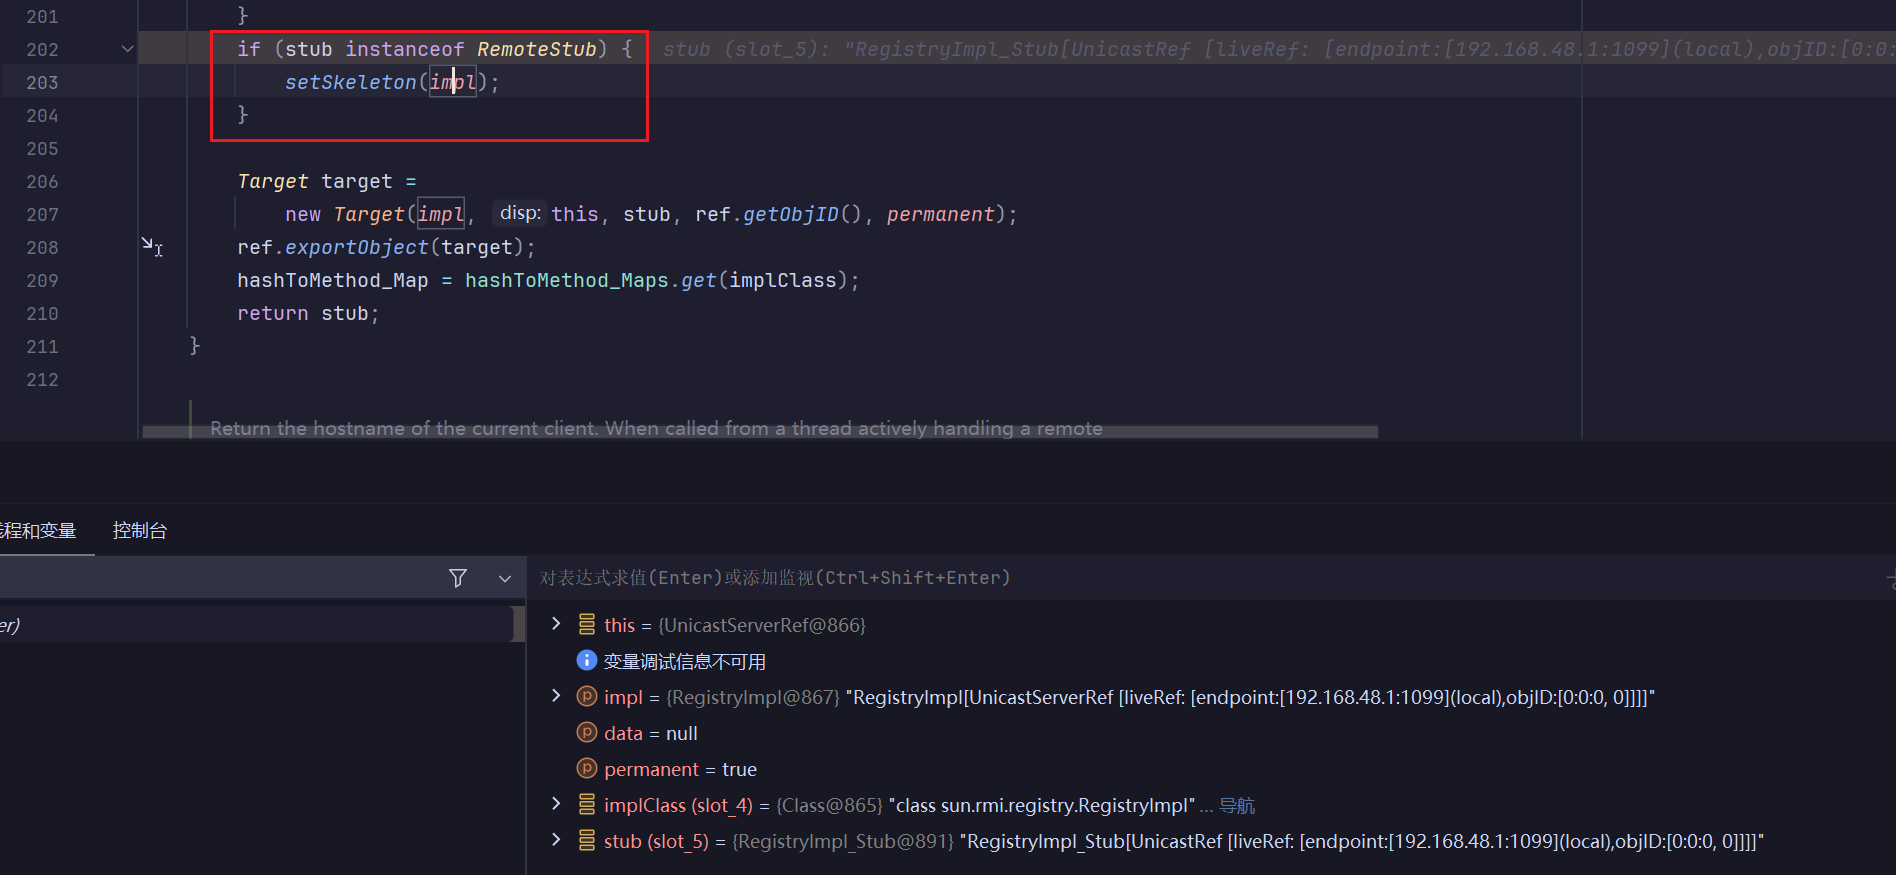 201 }
202 if (stub instanceof RemoteStub) { stub (slot_5): "RegistryImpl_Stub[UnicastRef [liveRef: [endpoint:[192.168.48.1:1099](local),objID:[0:0:
203 setSkeleton(impl);
204 }
205
206 Target target =
207 new Target(impl, disp: this, stub, ref.getObjID(), permanent);
208 ref.exportObject(target);
209 hashToMethod_Map = hashToMethod_Maps.get(implClass);
210 return stub;
211 }
212
Return the hostname of the current client. When called from a thread actively handling a remote
程和变量 控制台
对表达式求值(Enter)或添加监视(Ctrl+Shift+Enter)
er)
this = {UnicastServerRef@866}
变量调试信息不可用
impl = {RegistryImpl@867} "RegistryImpl[UnicastServerRef [liveRef: [endpoint:[192.168.48.1:1099](local),objID:[0:0:0, 0]]]]"
data = null
permanent = true
implClass (slot_4) = {Class@865} "class sun.rmi.registry.RegistryImpl" ... 导航
stub (slot_5) = {RegistryImpl_Stub@891} "RegistryImpl_Stub[UnicastRef [liveRef: [endpoint:[192.168.48.1:1099](local),objID:[0:0:0, 0]]]]"